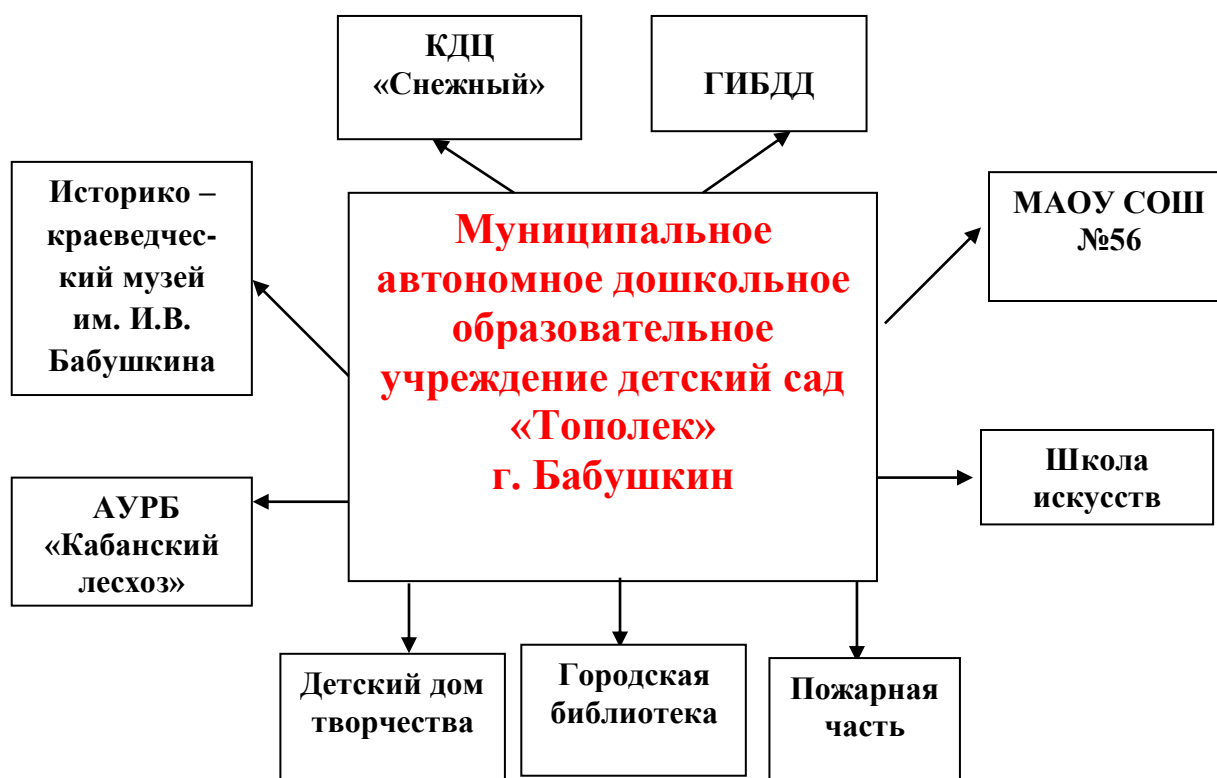 КДЦ
«Снежный»
ГИБДД
Историко –
краеведчес-
кий музей
им. И.В.
Бабушкина
Муниципальное
автономное дошкольное
образовательное
учреждение детский сад
«Тополек»
г. Бабушкин
МАОУ СОШ
№56
АУРБ
«Кабанский
лесхоз»
Школа
искусств
Детский дом
творчества
Городская
библиотека
Пожарная
часть